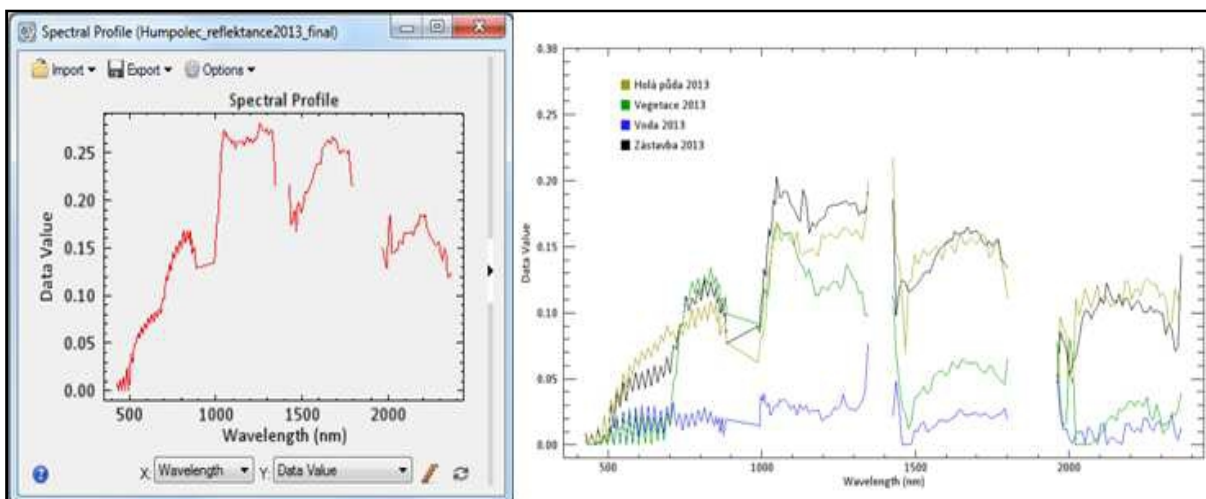 Spectral Profile (Humpolec_reflektance2013_final)
Import Export Options
Spectral Profile
Data Value
0.25
0.20
0.15
0.10
0.05
0.00
500 1000 1500 2000
Wavelength (nm)
X: Wavelength Y: Data Value
0.30
0.25
0.20
0.15
0.10
0.05
0.00
Data Value
Holá půda 2013
Vegetace 2013
Voda 2013
Zástavba 2013
500 1000 1500 2000
Wavelength (nm)